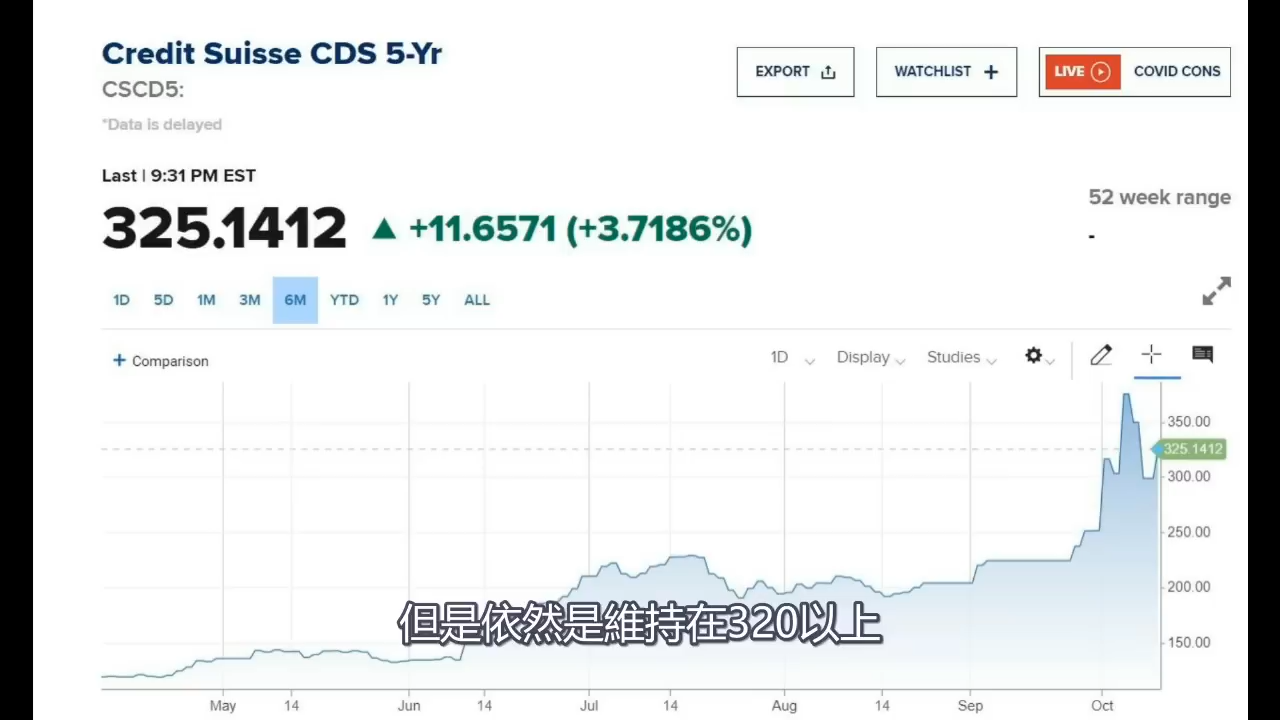 Credit Suisse CDS 5-Yr
CSCD5:
*Data is delayed
EXPORT
WATCHLIST +
LIVE COVID CONS
Last | 9:31 PM EST
325.1412 ▲ +11.6571 (+3.7186%)
52 week range
-
1D 5D 1M 3M 6M YTD 1Y 5Y ALL
+ Comparison
1D Display Studies
350.00
325.1412
300.00
250.00
200.00
150.00
但是依然是維持在320以上
May 14 Jun 14 Jul 14 Aug 14 Sep Oct